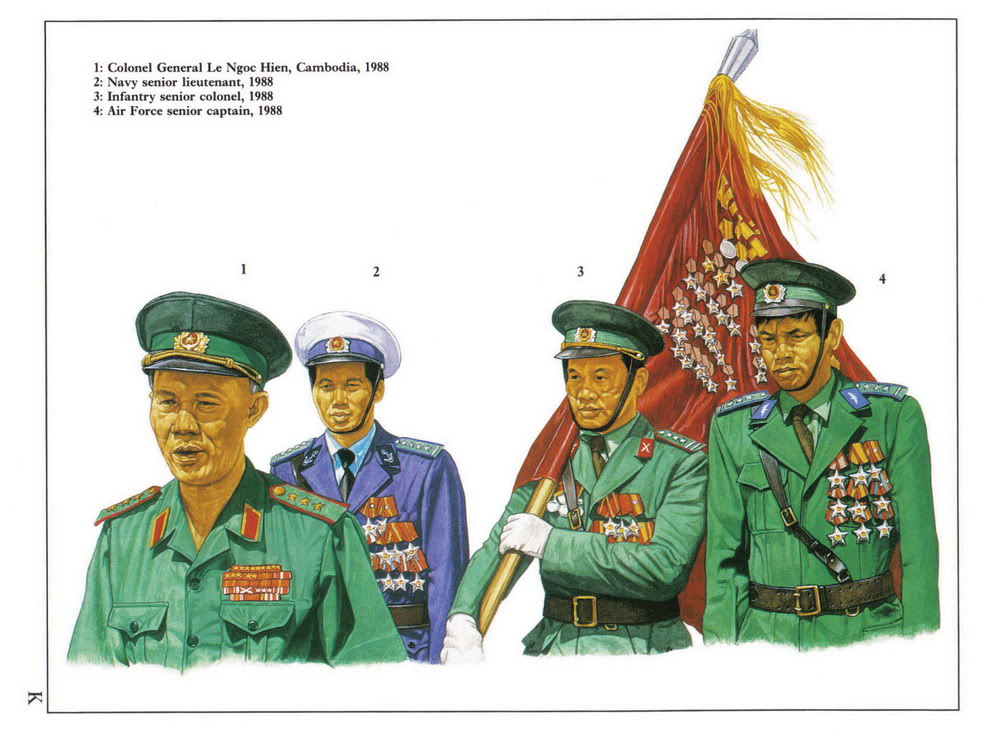 1: Colonel General Le Ngoc Hien, Cambodia, 1988
2: Navy senior lieutenant, 1988
3: Infantry senior colonel, 1988
4: Air Force senior captain, 1988
1
2
3
4
K